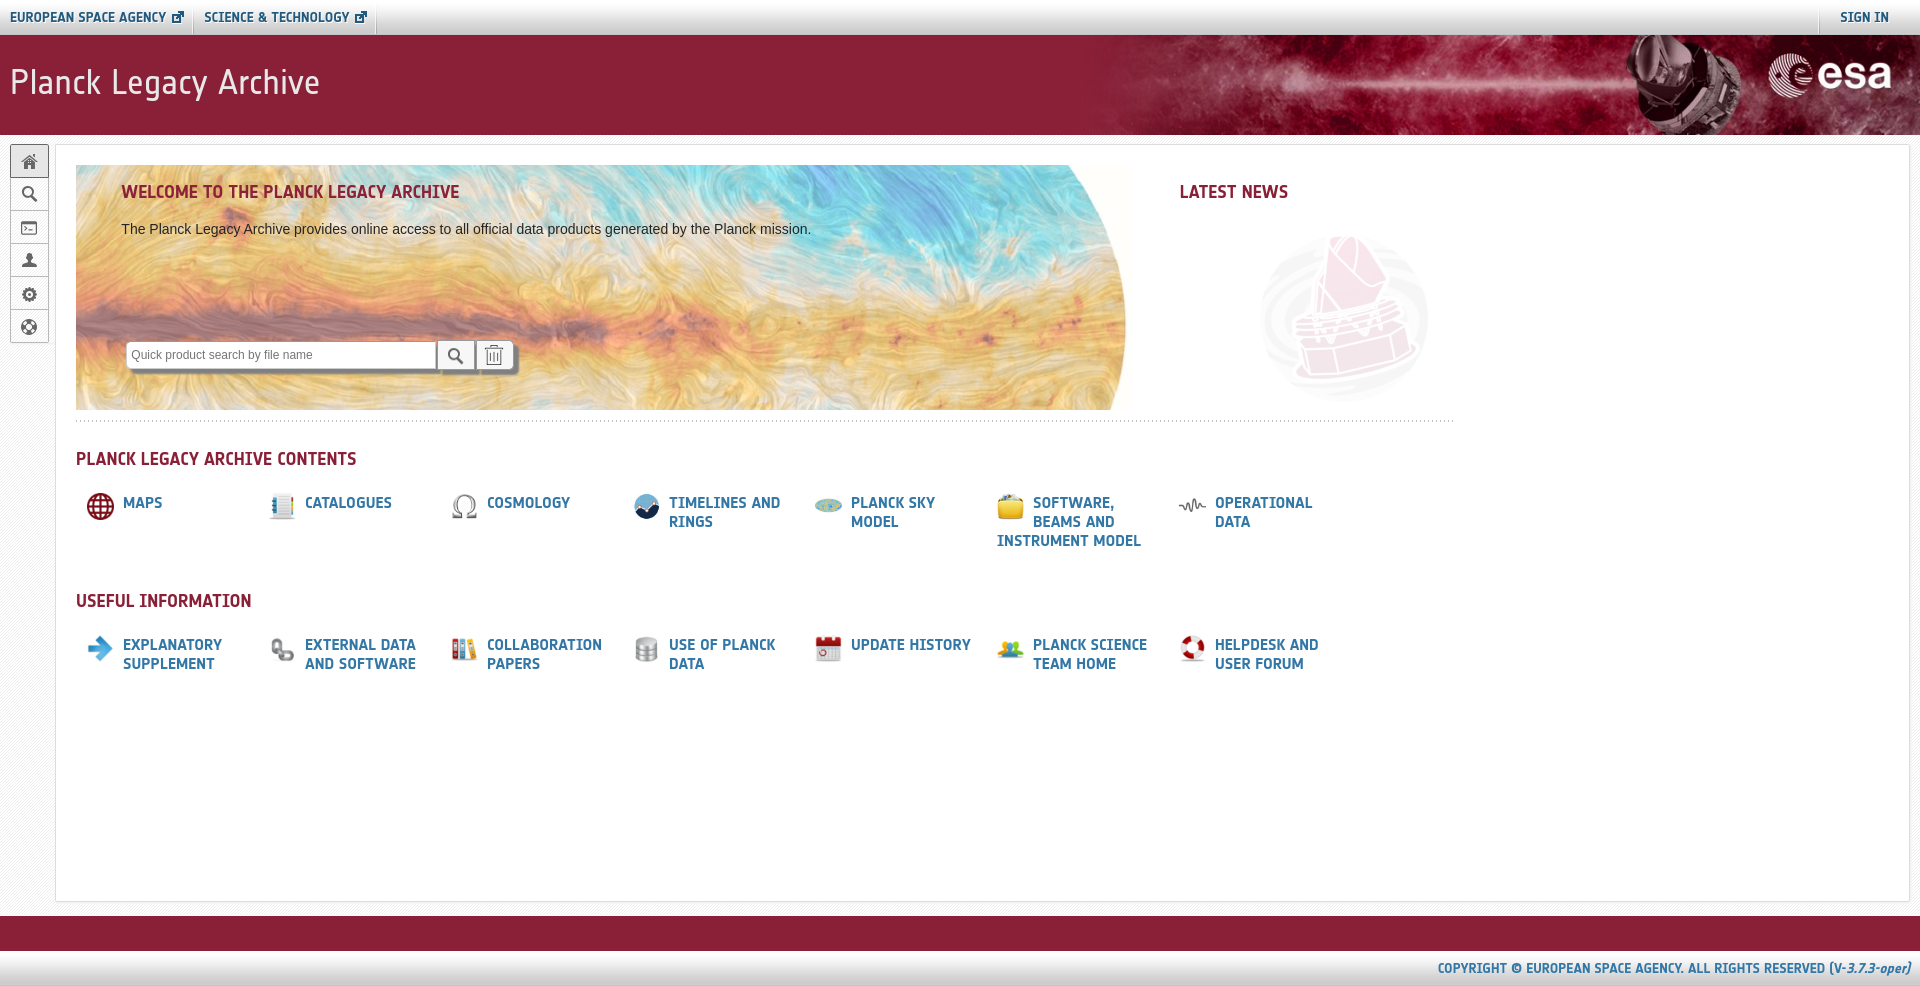 EUROPEAN SPACE AGENCY
SCIENCE & TECHNOLOGY
SIGN IN
Planck Legacy Archive
esa
WELCOME TO THE PLANCK LEGACY ARCHIVE
The Planck Legacy Archive provides online access to all official data products generated by the Planck mission.
Quick product search by file name
LATEST NEWS
PLANCK LEGACY ARCHIVE CONTENTS
MAPS
CATALOGUES
COSMOLOGY
TIMELINES AND
RINGS
PLANCK SKY
MODEL
SOFTWARE,
BEAMS AND
INSTRUMENT MODEL
OPERATIONAL
DATA
USEFUL INFORMATION
EXPLANATORY
SUPPLEMENT
EXTERNAL DATA
AND SOFTWARE
COLLABORATION
PAPERS
USE OF PLANCK
DATA
UPDATE HISTORY
PLANCK SCIENCE
TEAM HOME
HELPDESK AND
USER FORUM
COPYRIGHT © EUROPEAN SPACE AGENCY. ALL RIGHTS RESERVED (V-3.7.3-oper)